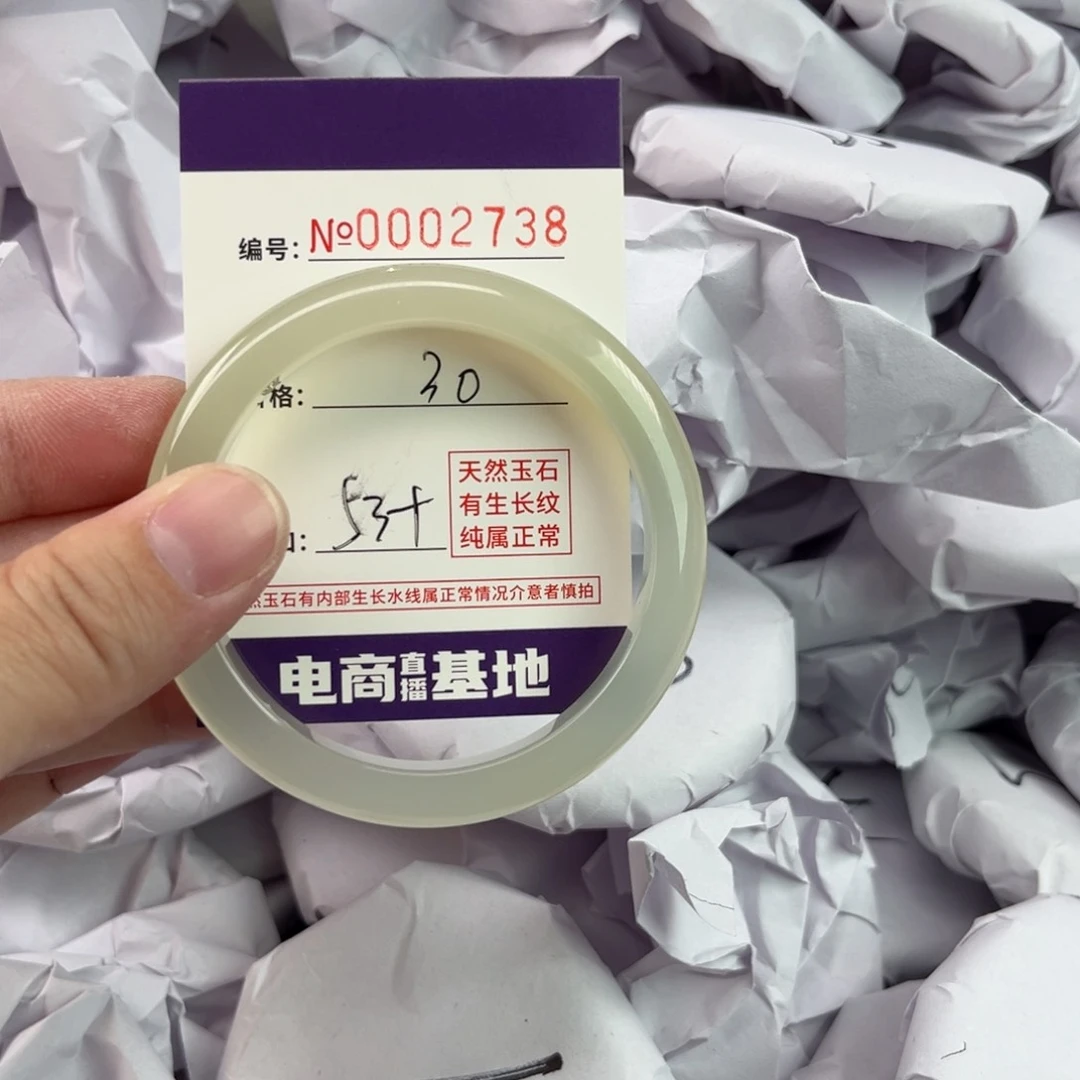 编号: №0002738
格: 30
口: 53+
天然玉石
有生长纹
纯属正常
然玉石有内部生长水线属正常情况介意者慎拍
电商直播基地